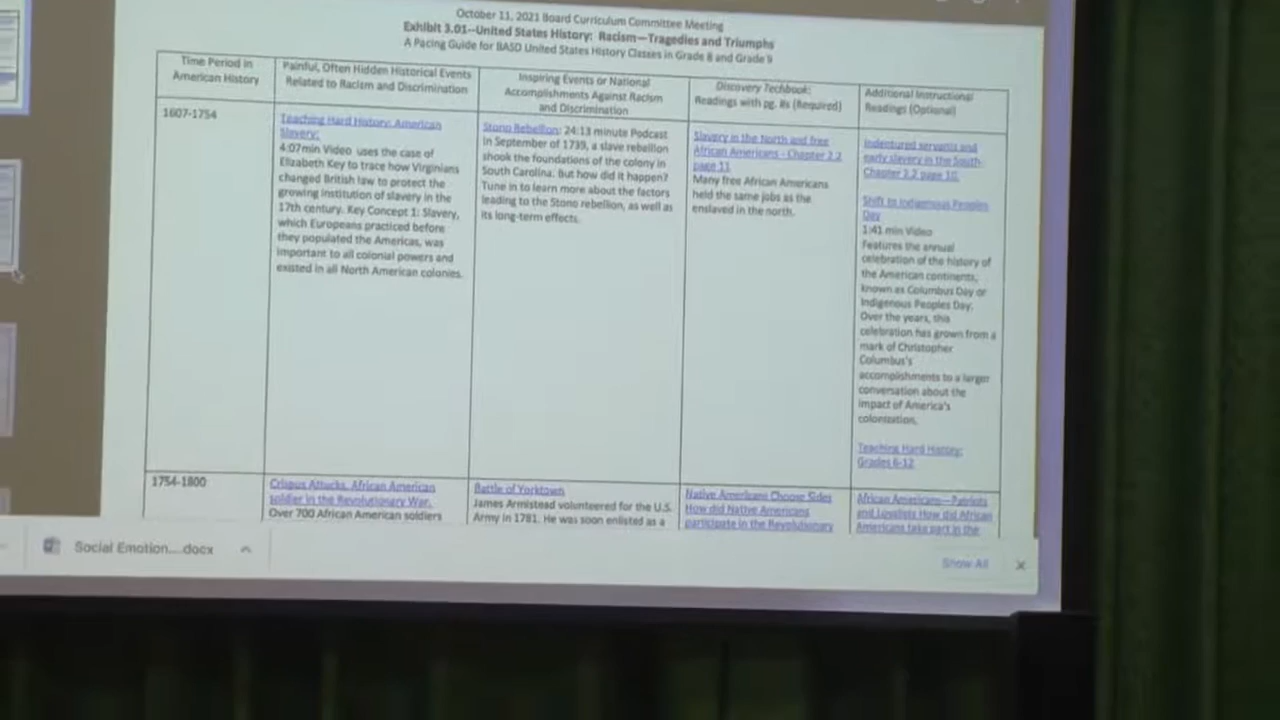 October 11, 2021 Board Curriculum Committee Meeting
Exhibit 3.01--United States History: Racism—Tragedies and Triumphs
A Pacing Guide for BASD United States History Classes in Grade 8 and Grade 9
Time Period in
American History
Painful, Often Hidden Historical Events
Related to Racism and Discrimination
Inspiring Events or National
Accomplishments Against Racism
and Discrimination
Discovery Techbook:
Readings with pg. #s (Required)
Additional Instructional
Readings (Optional)
1607-1754
Teaching Hard History: American
Slavery:
4:07min Video uses the case of
Elizabeth Key to trace how Virginians
changed British law to protect the
growing institution of slavery in the
17th century. Key Concept 1: Slavery,
which Europeans practiced before
they populated the Americas, was
important to all colonial powers and
existed in all North American colonies.
Stono Rebellion: 24:13 minute Podcast
In September of 1739, a slave rebellion
shook the foundations of the colony in
South Carolina. But how did it happen?
Tune in to learn more about the factors
leading to the Stono rebellion, as well as
its long-term effects.
Slavery in the North and free
African Americans - Chapter 2.2
page 11
Many free African Americans
held the same jobs as the
enslaved in the north.
Indentured servants and
early slavery in the South-
Chapter 2.2 page 10.
Shift to Indigenous Peoples
Day
1:41 min Video
Features the annual
celebration of the history of
the American continents,
known as Columbus Day or
Indigenous Peoples Day.
Over the years, this
celebration has grown from a
mark of Christopher
Columbus's
accomplishments to a larger
conversation about the
impact of America's
colonization.
Teaching Hard History:
Grades 6-12
1754-1800
Crispus Attucks, African American
soldier in the Revolutionary War.
Over 700 African American soldiers
Battle of Yorktown
James Armistead volunteered for the U.S.
Army in 1781. He was soon enlisted as a
Native Americans Choose Sides
How did Native Americans
participate in the Revolutionary
African Americans—Patriots
and Loyalists How did African
Americans take part in the
Social Emotion....docx
Show All